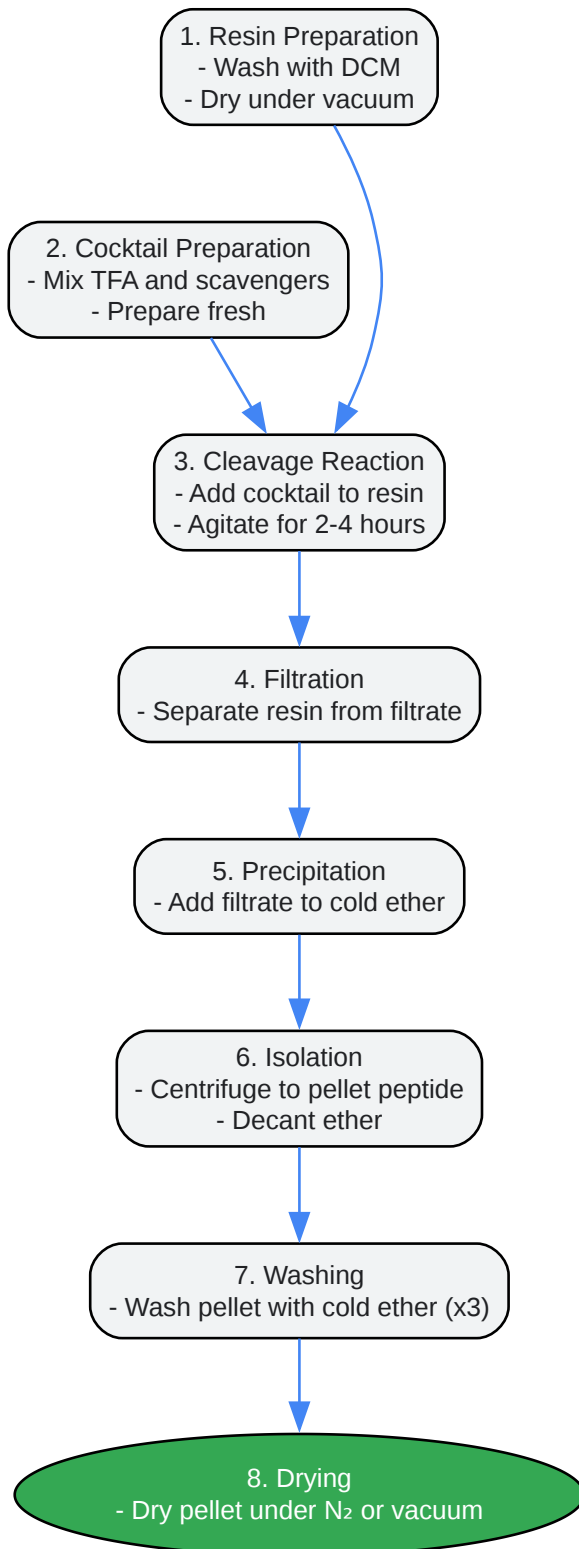 1. Resin Preparation
- Wash with DCM
- Dry under vacuum
2. Cocktail Preparation
- Mix TFA and scavengers
- Prepare fresh
3. Cleavage Reaction
- Add cocktail to resin
- Agitate for 2-4 hours
4. Filtration
- Separate resin from filtrate
5. Precipitation
- Add filtrate to cold ether
6. Isolation
- Centrifuge to pellet peptide
- Decant ether
7. Washing
- Wash pellet with cold ether (x3)
8. Drying
- Dry pellet under N₂ or vacuum